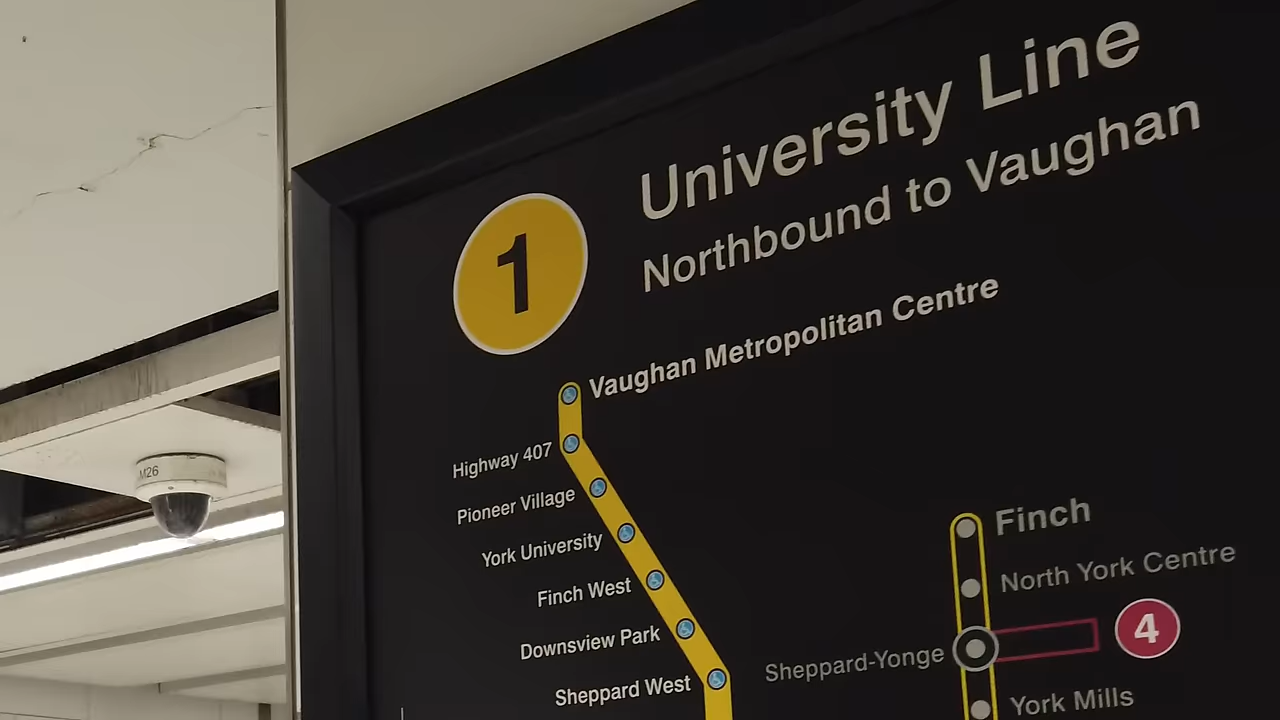 1
University Line
Northbound to Vaughan
Vaughan Metropolitan Centre
Highway 407
Pioneer Village
York University
Finch West
Downsview Park
Sheppard West
Finch
North York Centre
Sheppard-Yonge
4
York Mills
M26